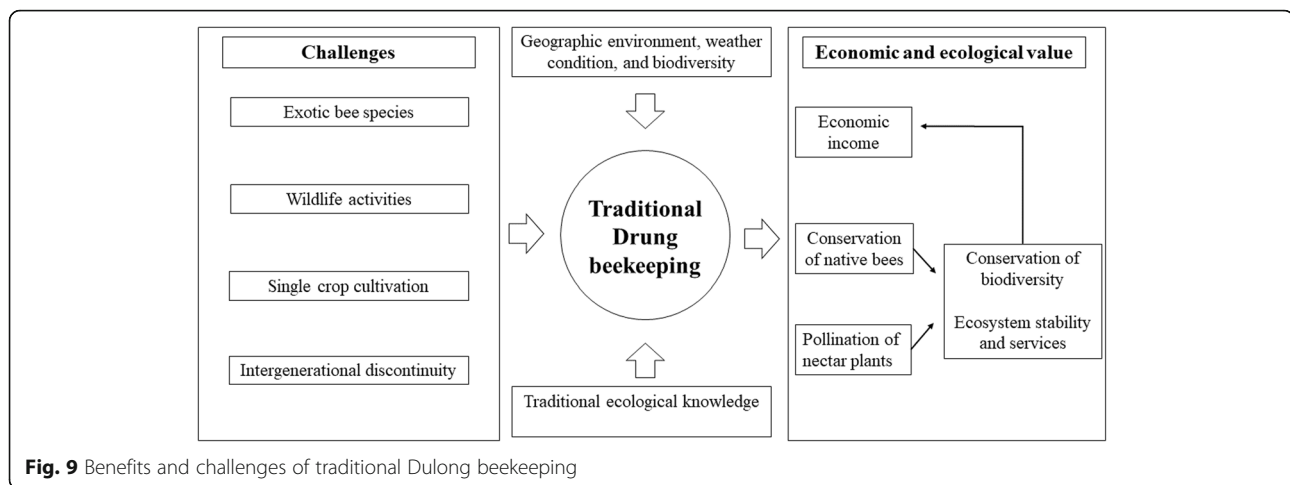 Challenges
Exotic bee species
Wildlife activities
Single crop cultivation
Intergenerational discontinuity
Geographic environment, weather
condition, and biodiversity
Traditional
Drung
beekeeping
Traditional ecological knowledge
Economic and ecological value
Economic
income
Conservation
of native bees
Pollination of
nectar plants
Conservation of
biodiversity
Ecosystem stability
and services
Fig. 9 Benefits and challenges of traditional Dulong beekeeping